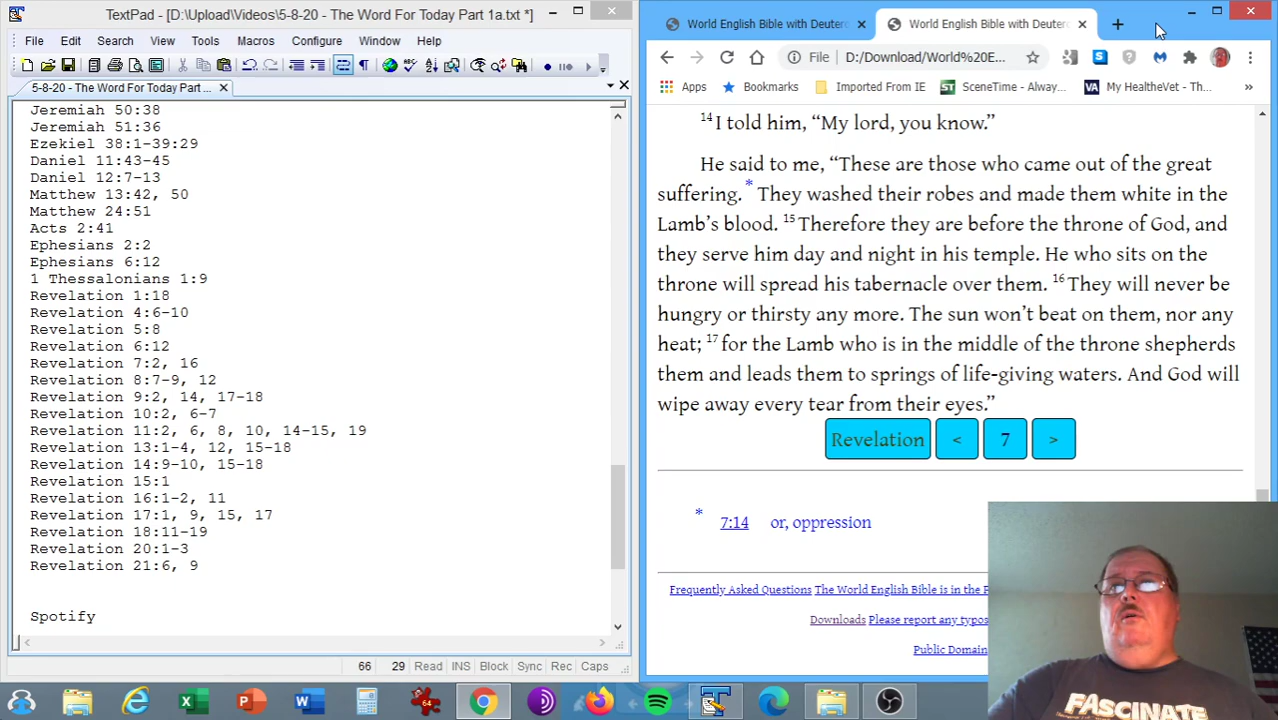 TextPad - [D:\Upload\Videos\5-8-20 - The Word For Today Part 1a.txt *]
File Edit Search View Tools Macros Configure Window Help
5-8-20 - The Word For Today Part ...
Jeremiah 50:38
Jeremiah 51:36
Ezekiel 38:1-39:29
Daniel 11:43-45
Daniel 12:7-13
Matthew 13:42, 50
Matthew 24:51
Acts 2:41
Ephesians 2:2
Ephesians 6:12
1 Thessalonians 1:9
Revelation 1:18
Revelation 4:6-10
Revelation 5:8
Revelation 6:12
Revelation 7:2, 16
Revelation 8:7-9, 12
Revelation 9:2, 14, 17-18
Revelation 10:2, 6-7
Revelation 11:2, 6, 8, 10, 14-15, 19
Revelation 13:1-4, 12, 15-18
Revelation 14:9-10, 15-18
Revelation 15:1
Revelation 16:1-2, 11
Revelation 17:1, 9, 15, 17
Revelation 18:11-19
Revelation 20:1-3
Revelation 21:6, 9
Spotify
66 29 Read INS Block Sync Rec Caps
World English Bible with Deutero
World English Bible with Deutero
File D:/Download/World%20E...
Apps Bookmarks Imported From IE ST SceneTime - Alway... VA My HealtheVet - Th... »
14 I told him, “My lord, you know.”
He said to me, “These are those who came out of the great
suffering. * They washed their robes and made them white in the
Lamb’s blood. 15 Therefore they are before the throne of God, and
they serve him day and night in his temple. He who sits on the
throne will spread his tabernacle over them. 16 They will never be
hungry or thirsty any more. The sun won’t beat on them, nor any
heat; 17 for the Lamb who is in the middle of the throne shepherds
them and leads them to springs of life-giving waters. And God will
wipe away every tear from their eyes.”
Revelation < 7 >
* 7:14 or, oppression
Frequently Asked Questions The World English Bible is in the P
Downloads Please report any typos
Public Domain
FASCINATE
64